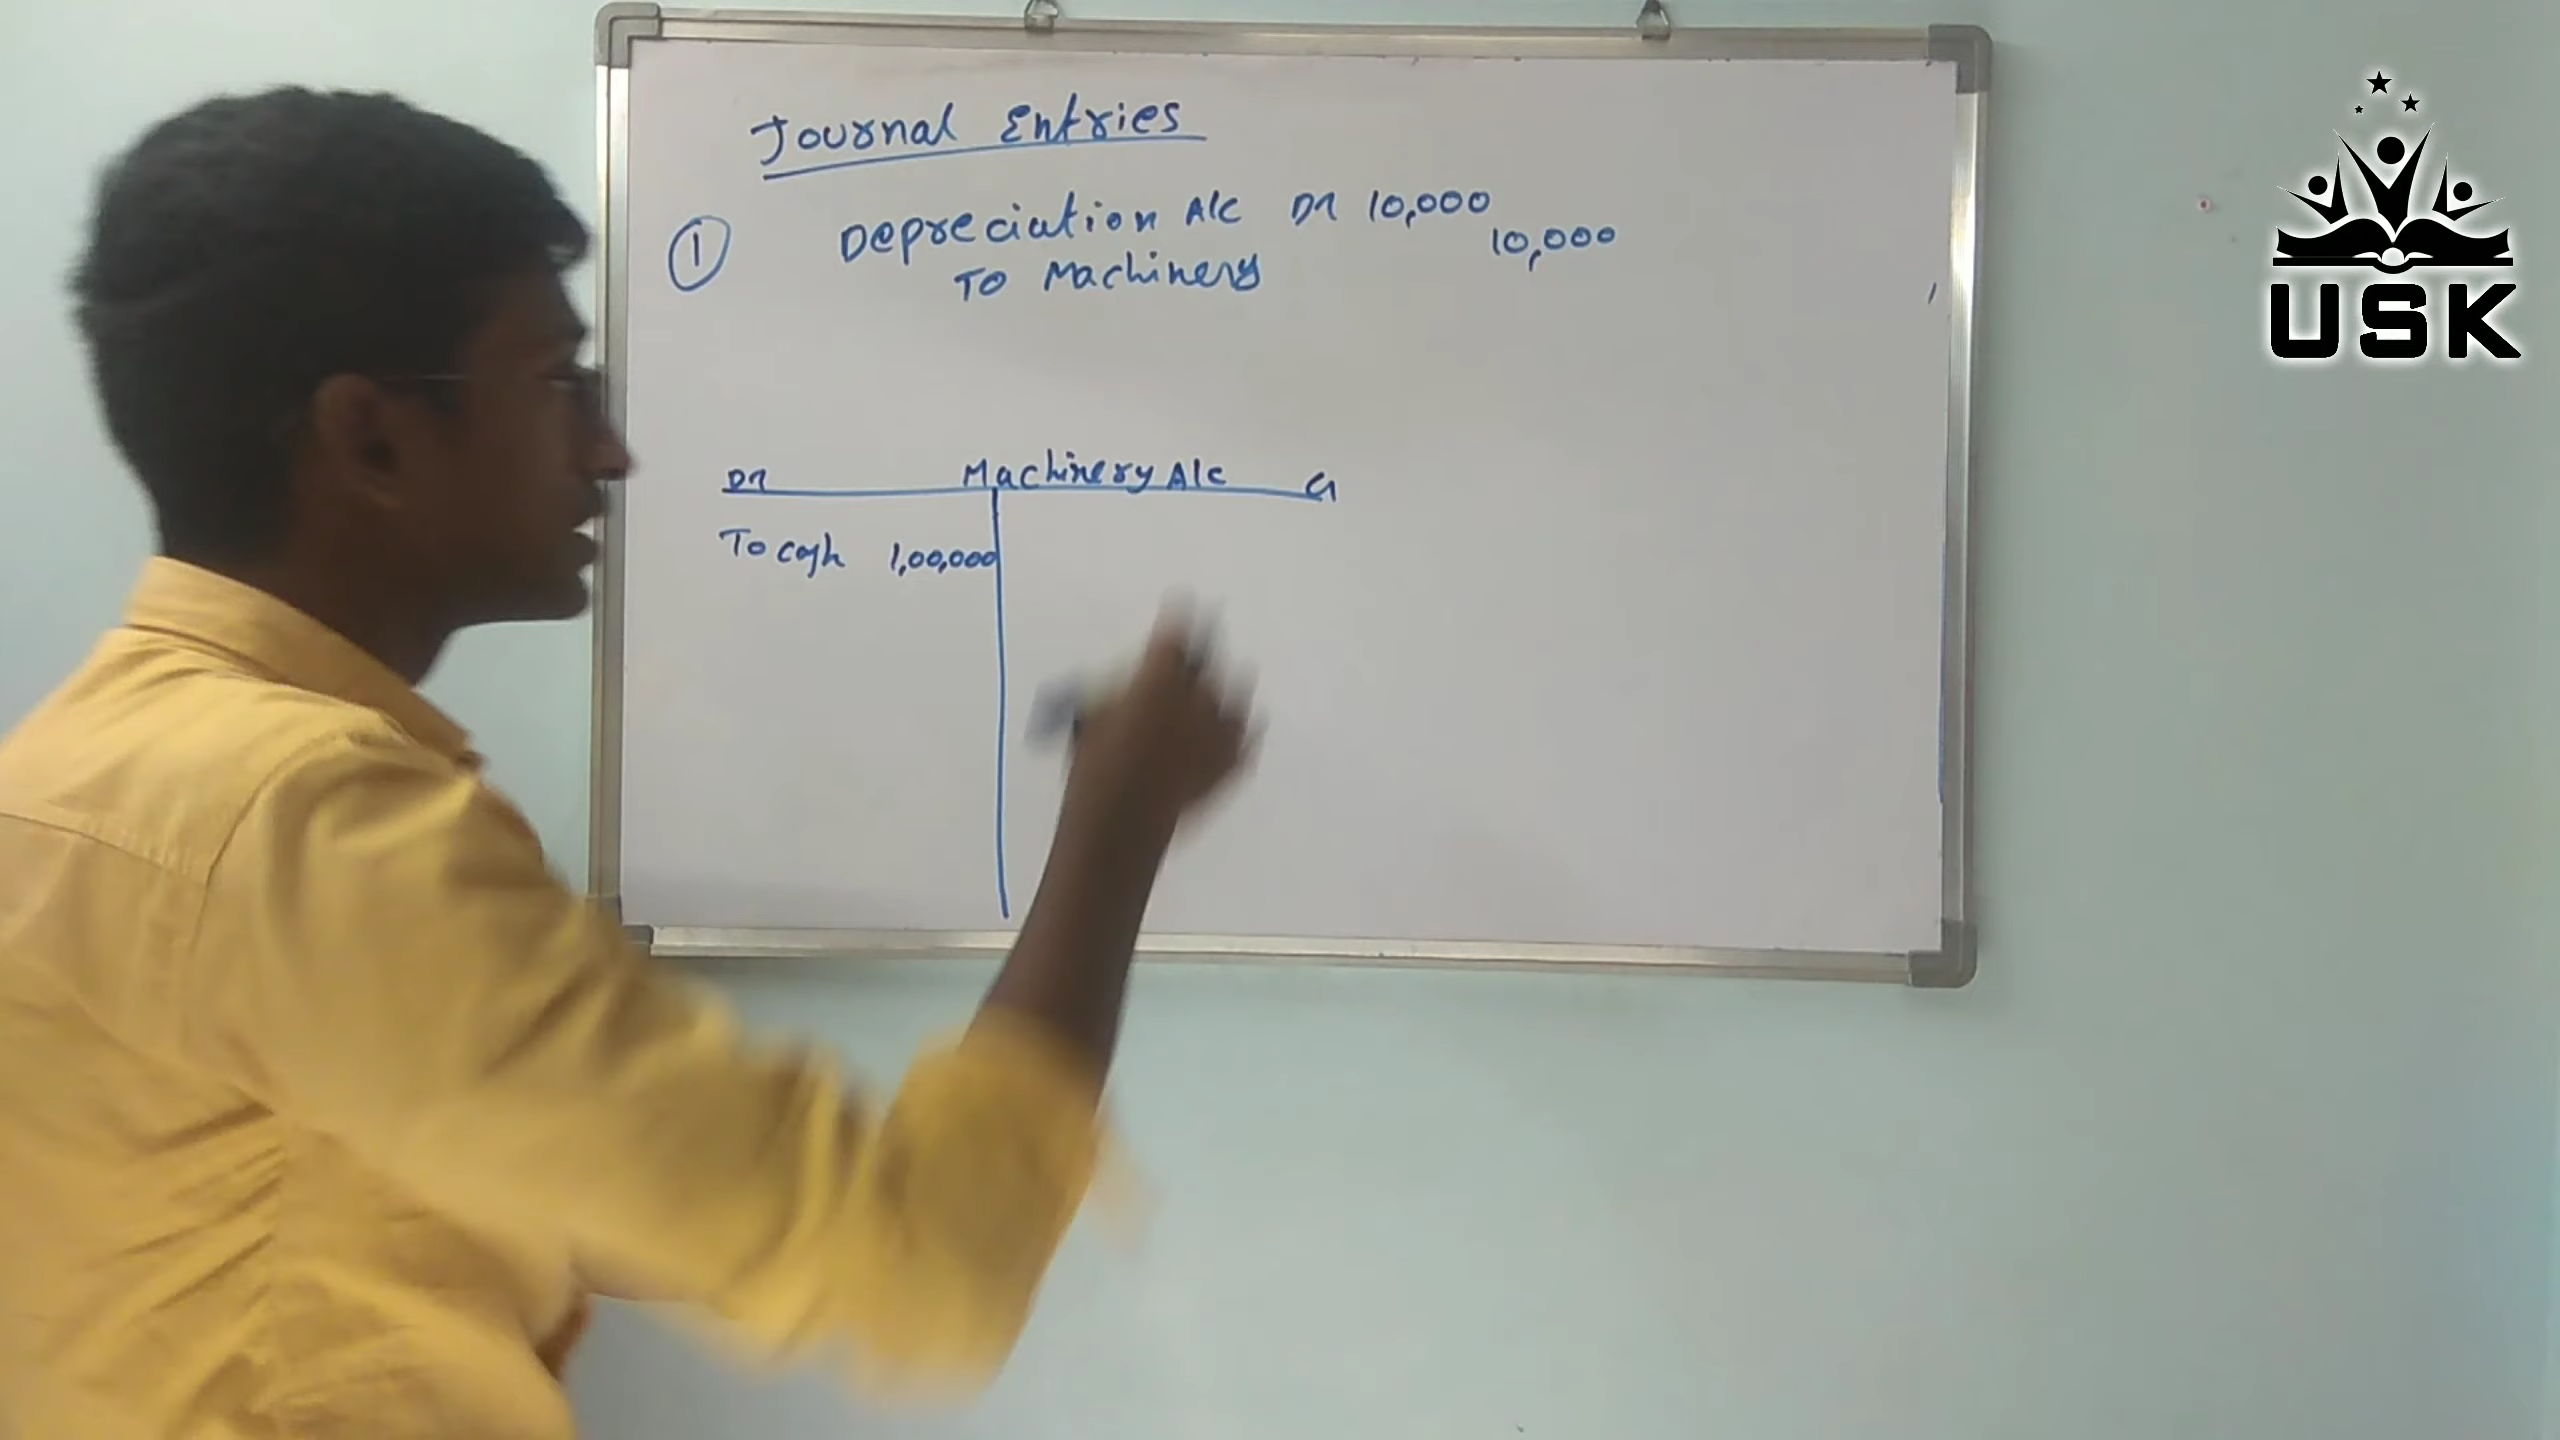 Journal Entries
① Depreciation A/c Dr 10,000
To Machinery 10,000
Dr Machinery A/c Cr
To cash 1,00,000
USK